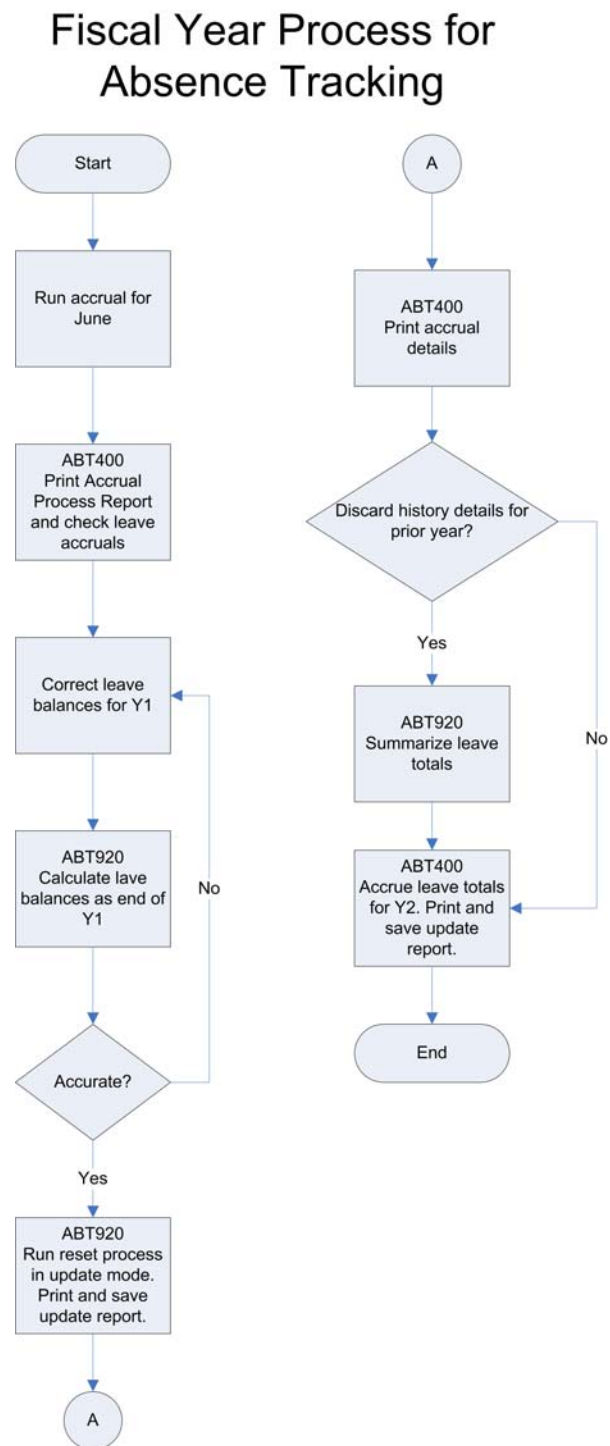 Fiscal Year Process for
Absence Tracking
Start
Run accrual for
June
ABT400
Print Accrual
Process Report
and check leave
accruals
Correct leave
balances for Y1
ABT920
Calculate lave
balances as end of
Y1
No
Accurate?
Yes
ABT920
Run reset process
in update mode.
Print and save
update report.
A
A
ABT400
Print accrual
details
Discard history details for
prior year?
Yes
ABT920
Summarize leave
totals
No
ABT400
Accrue leave totals
for Y2. Print and
save update
report.
End